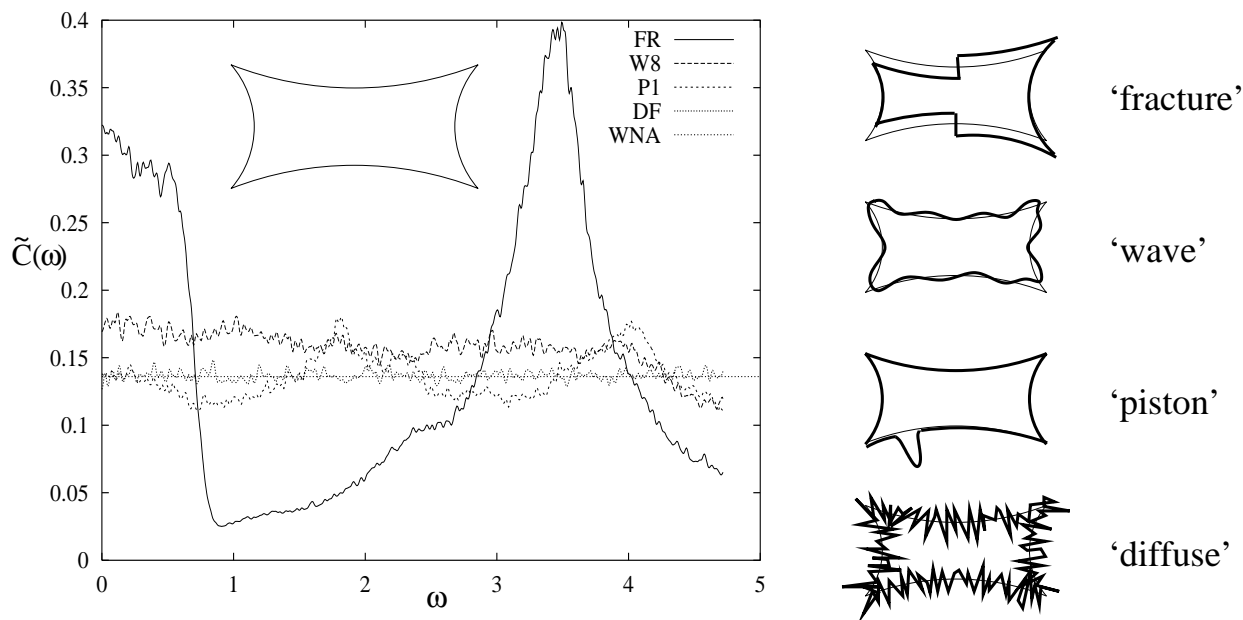 0.4
0.35
0.3
0.25
0.2
0.15
0.1
0.05
0
C̃(ω)
0
1
2
3
4
5
ω
FR
W8
P1
DF
WNA
‘fracture’
‘wave’
‘piston’
‘diffuse’